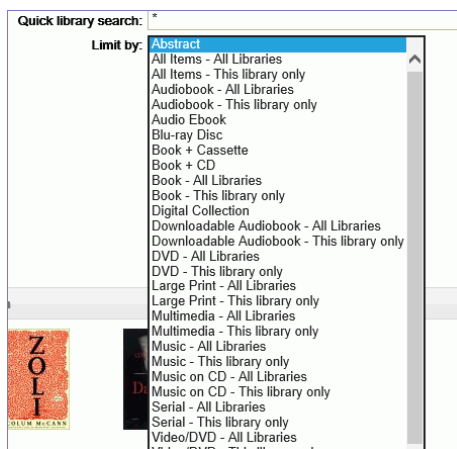 Quick library search: *
Limit by: Abstract
All Items - All Libraries
All Items - This library only
Audiobook - All Libraries
Audiobook - This library only
Audio Ebook
Blu-ray Disc
Book + Cassette
Book + CD
Book - All Libraries
Book - This library only
Digital Collection
Downloadable Audiobook - All Libraries
Downloadable Audiobook - This library only
DVD - All Libraries
DVD - This library only
Large Print - All Libraries
Large Print - This library only
Multimedia - All Libraries
Multimedia - This library only
Music - All Libraries
Music - This library only
Music on CD - All Libraries
Music on CD - This library only
Serial - All Libraries
Serial - This library only
Video/DVD - All Libraries
Z
O
L
I
COLUM McCANN